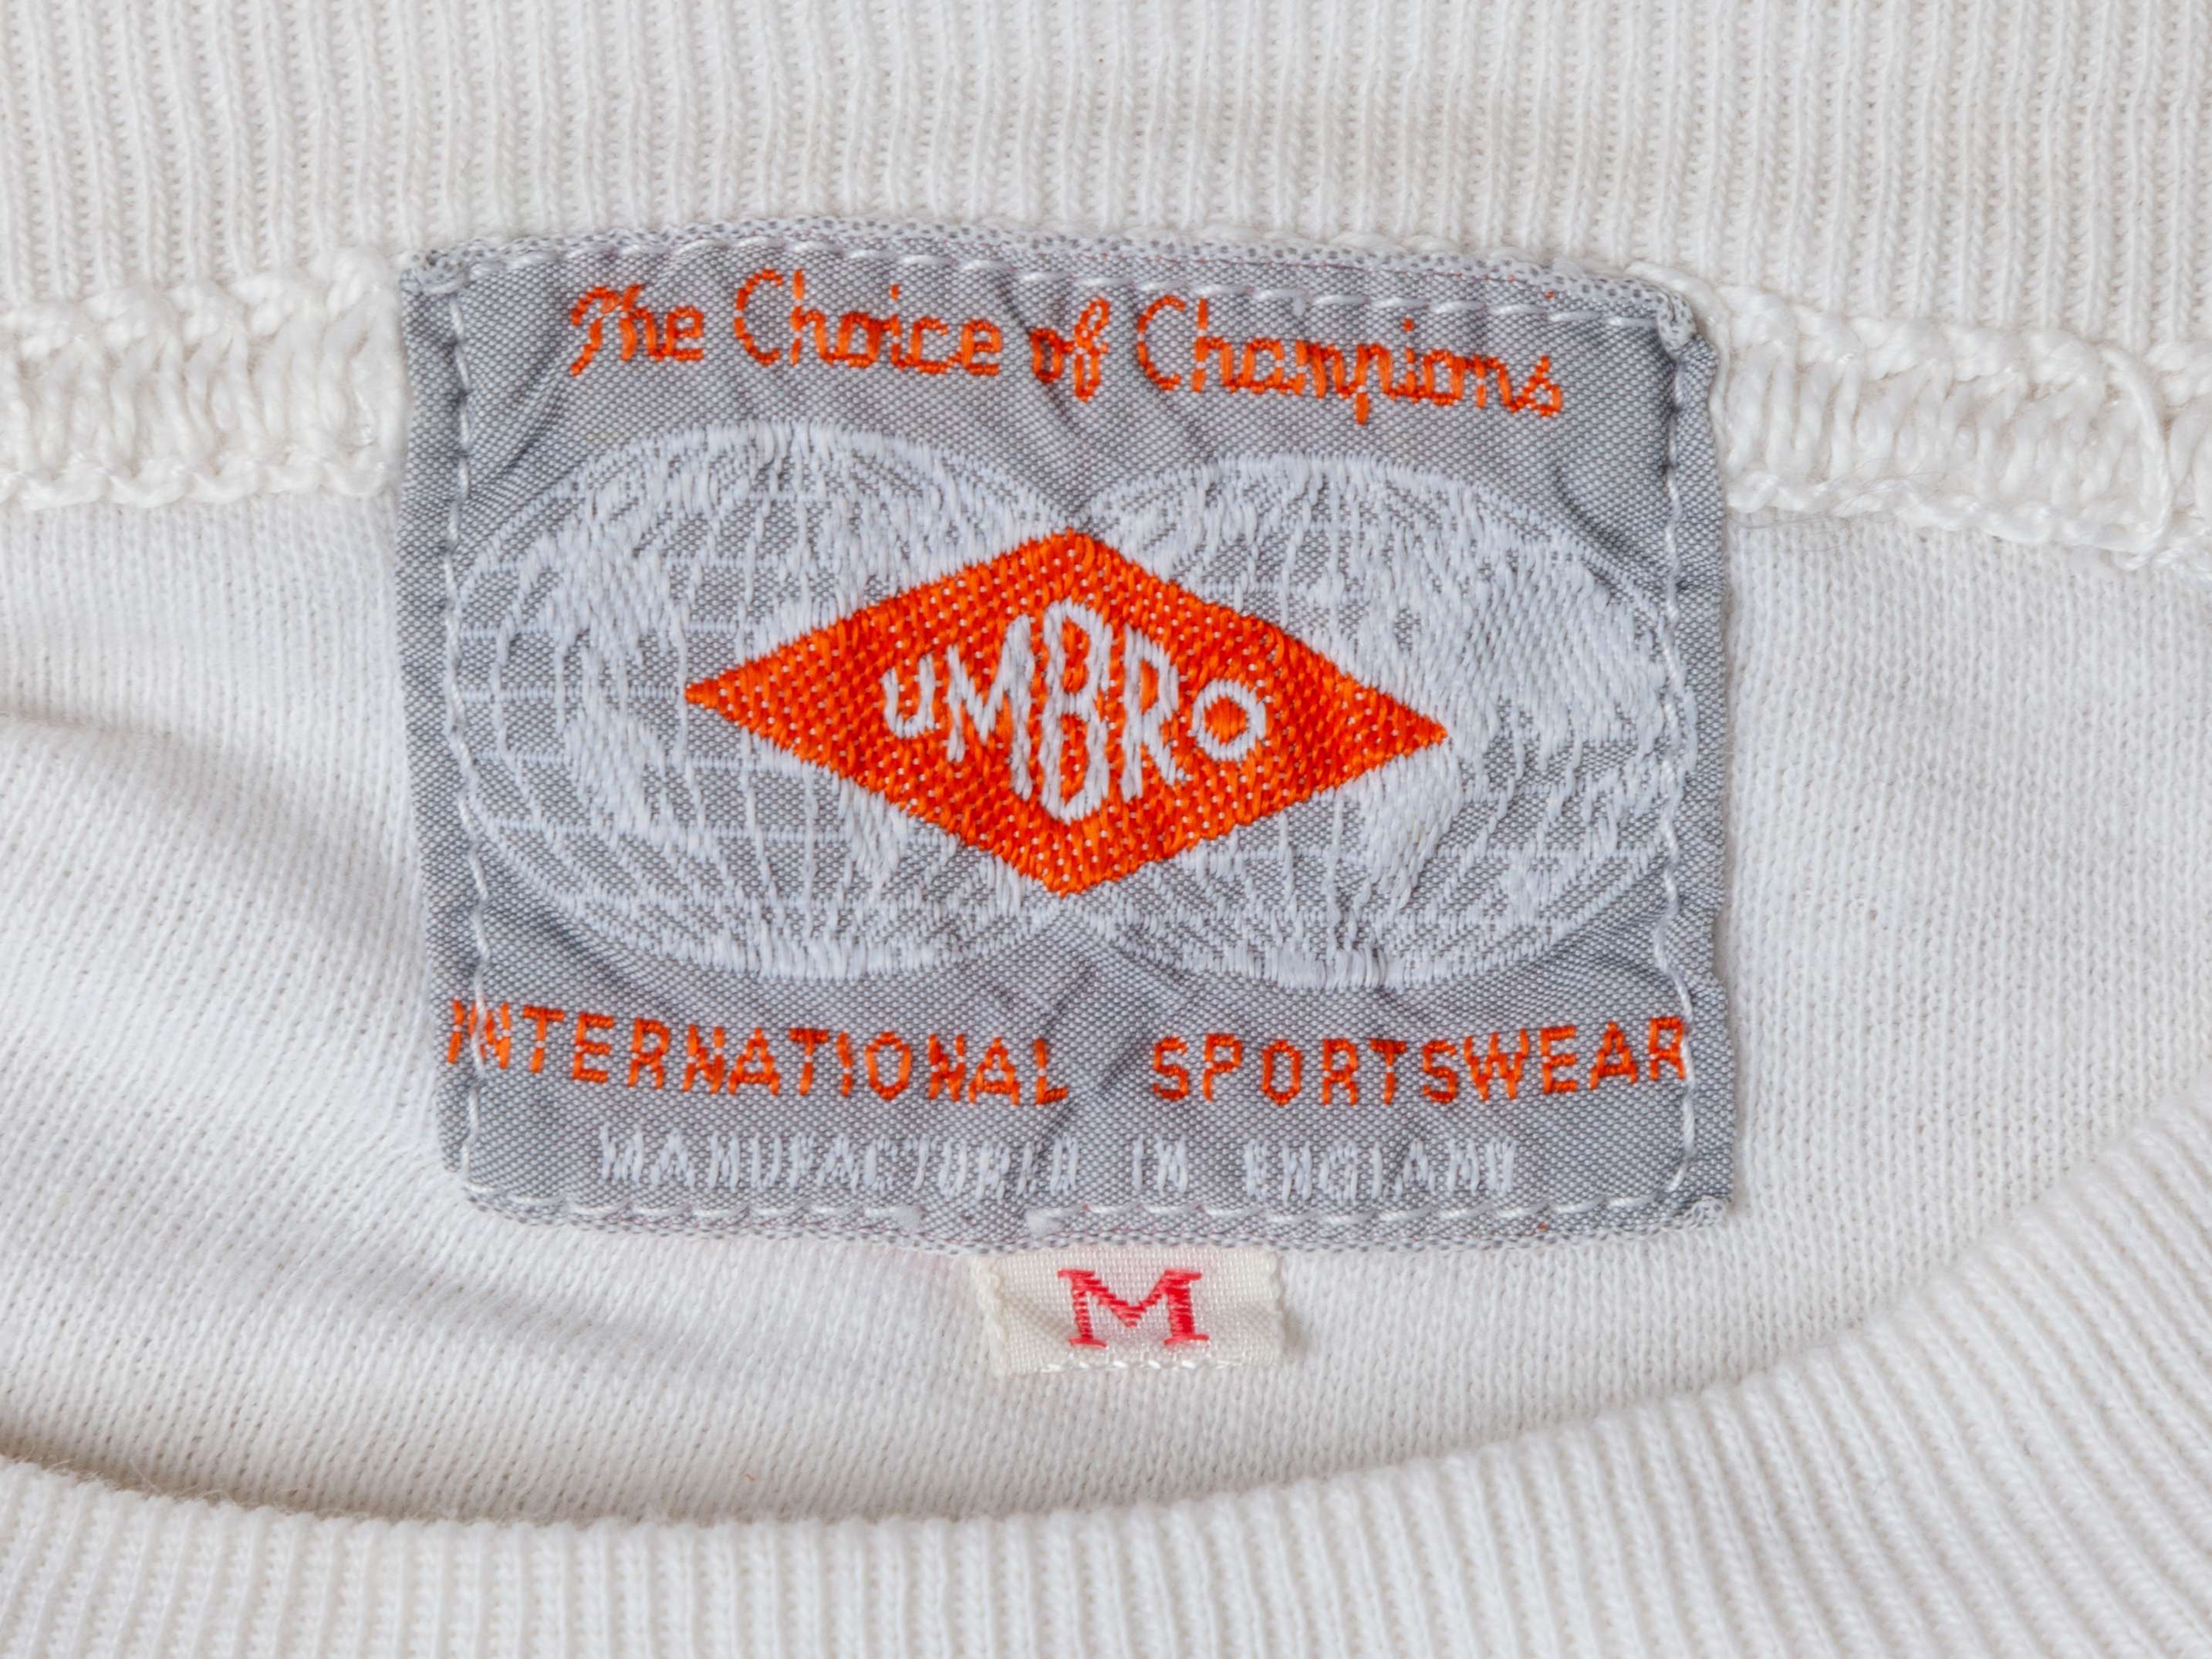 The Choice of Champions
uMBRo
INTERNATIONAL SPORTSWEAR
MANUFACTURED IN ENGLAND
M